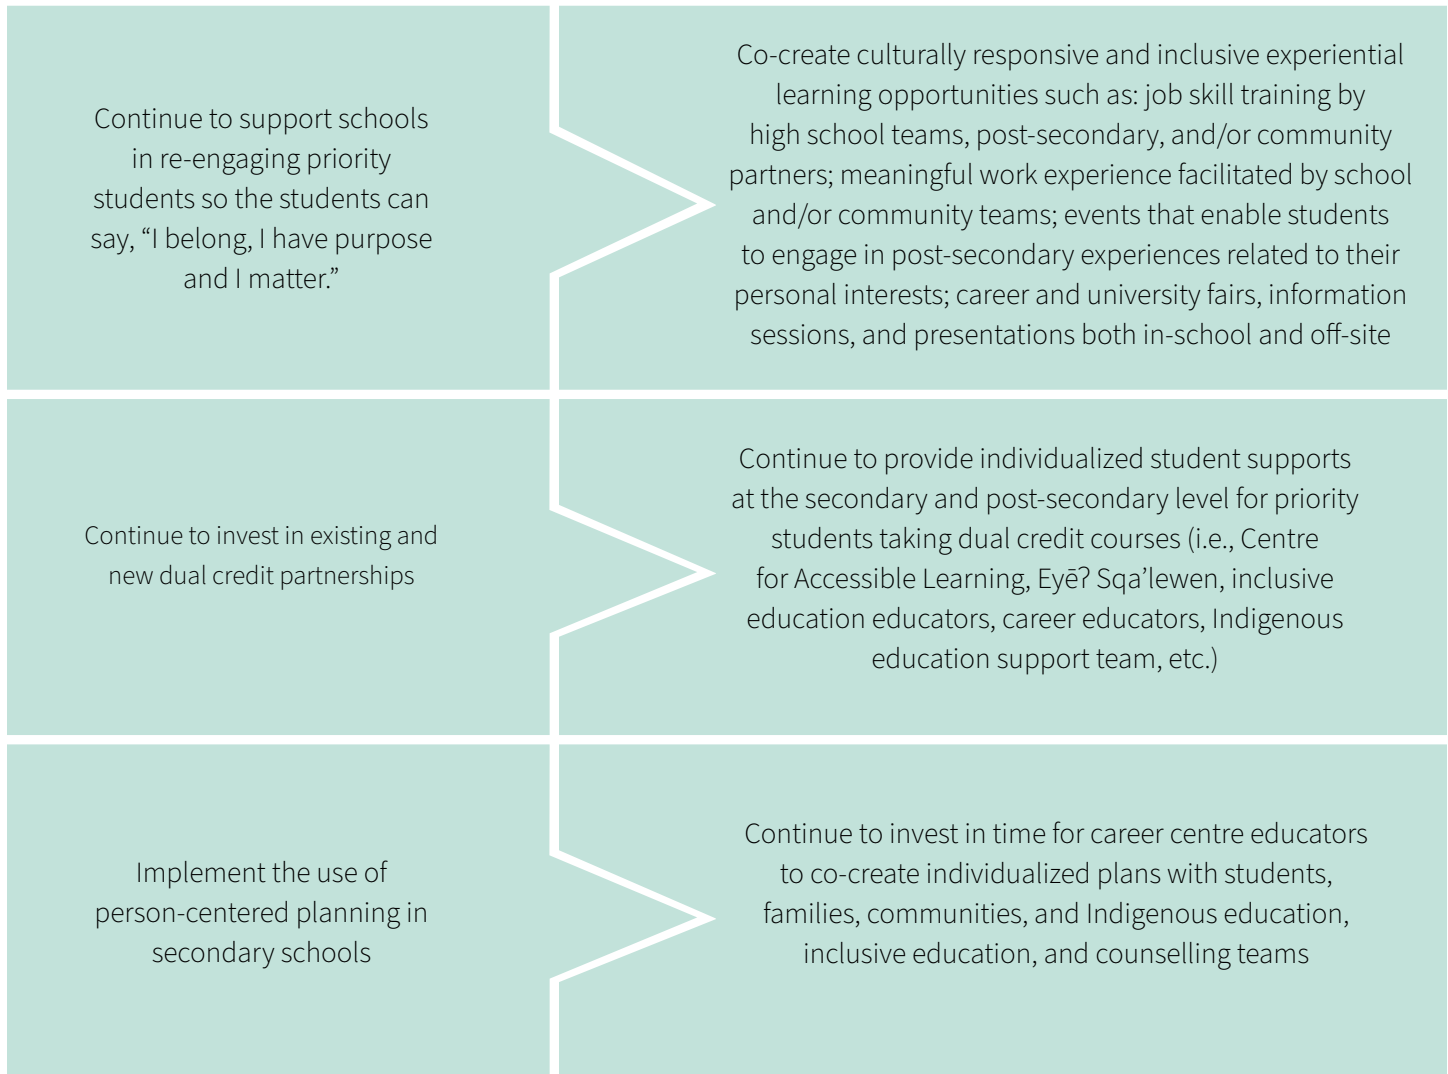 Continue to support schools
in re-engaging priority
students so the students can
say, “I belong, I have purpose
and I matter.”
Co-create culturally responsive and inclusive experiential
learning opportunities such as: job skill training by
high school teams, post-secondary, and/or community
partners; meaningful work experience facilitated by school
and/or community teams; events that enable students
to engage in post-secondary experiences related to their
personal interests; career and university fairs, information
sessions, and presentations both in-school and off-site
Continue to invest in existing and
new dual credit partnerships
Continue to provide individualized student supports
at the secondary and post-secondary level for priority
students taking dual credit courses (i.e., Centre
for Accessible Learning, Eyēʔ Sqa’lewen, inclusive
education educators, career educators, Indigenous
education support team, etc.)
Implement the use of
person-centered planning in
secondary schools
Continue to invest in time for career centre educators
to co-create individualized plans with students,
families, communities, and Indigenous education,
inclusive education, and counselling teams